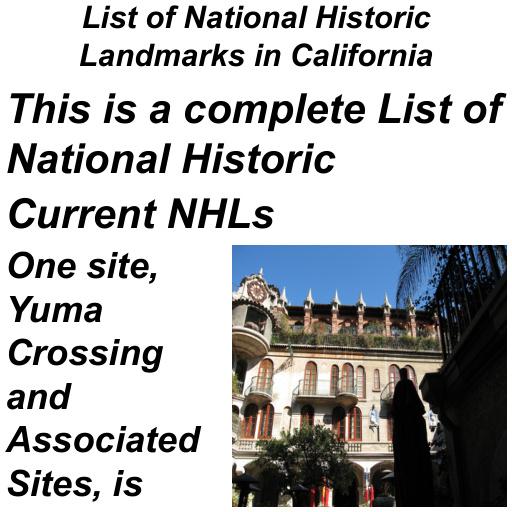 List of National Historic
Landmarks in California
This is a complete List of
National Historic
Current NHLs
One site,
Yuma
Crossing
and
Associated
Sites, is